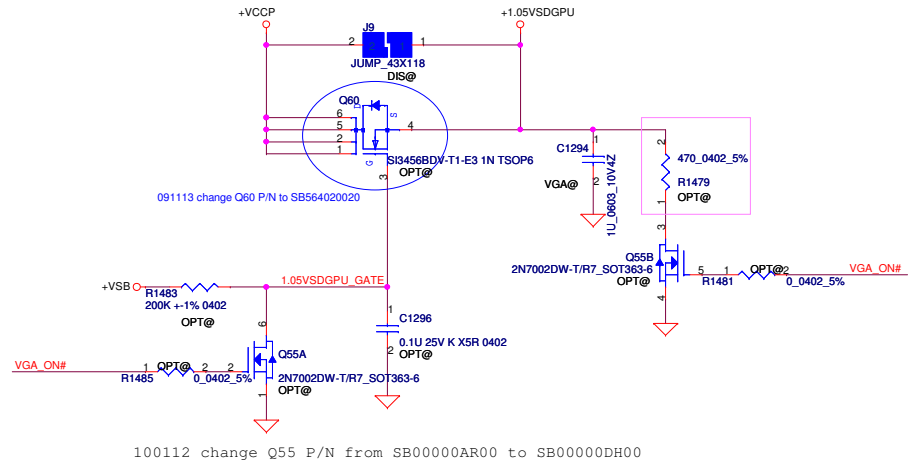 +VCCP
+1.05VSDGPU
J9
2
2
1
1
JUMP_43X118
DIS@
Q60
D
S
6
5
2
1
4
G
3
SI3456BDV-T1-E3 1N TSOP6
OPT@
091113 change Q60 P/N to SB564020020
C1294
1
2
VGA@
1U_0603_10V4Z
2
470_0402_5%
R1479
OPT@
1
3
Q55B
2N7002DW-T/R7_SOT363-6
OPT@
5
4
1
R1481
OPT@
2
0_0402_5%
VGA_ON#
+VSB
R1483
200K +-1% 0402
OPT@
1.05VSDGPU_GATE
1
C1296
0.1U 25V K X5R 0402
2
OPT@
6
Q55A
2N7002DW-T/R7_SOT363-6
OPT@
1
VGA_ON#
1
R1485
OPT@
2
0_0402_5%
2
100112 change Q55 P/N from SB00000AR00 to SB00000DH00